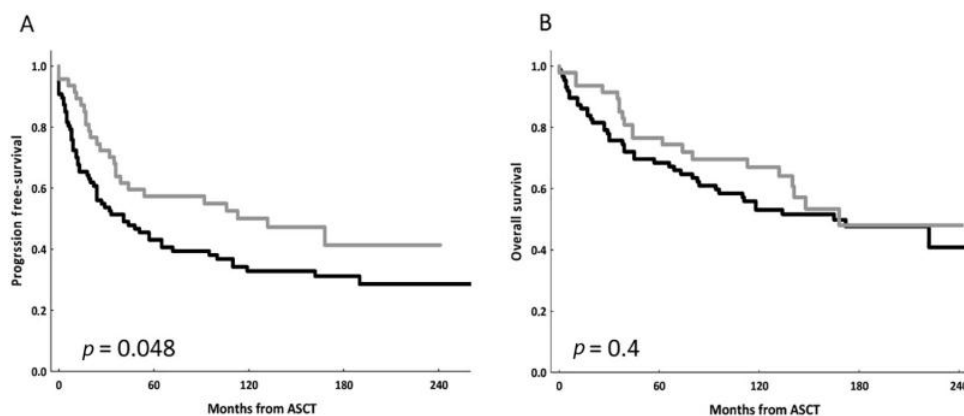 A
1.0
0.8
0.6
0.4
0.2
0.0
Progrssion free-survival
p = 0.048
0 60 120 180 240
Months from ASCT
B
1.0
0.8
0.6
0.4
0.2
0.0
Overall survival
p = 0.4
0 60 120 180 240
Months from ASCT